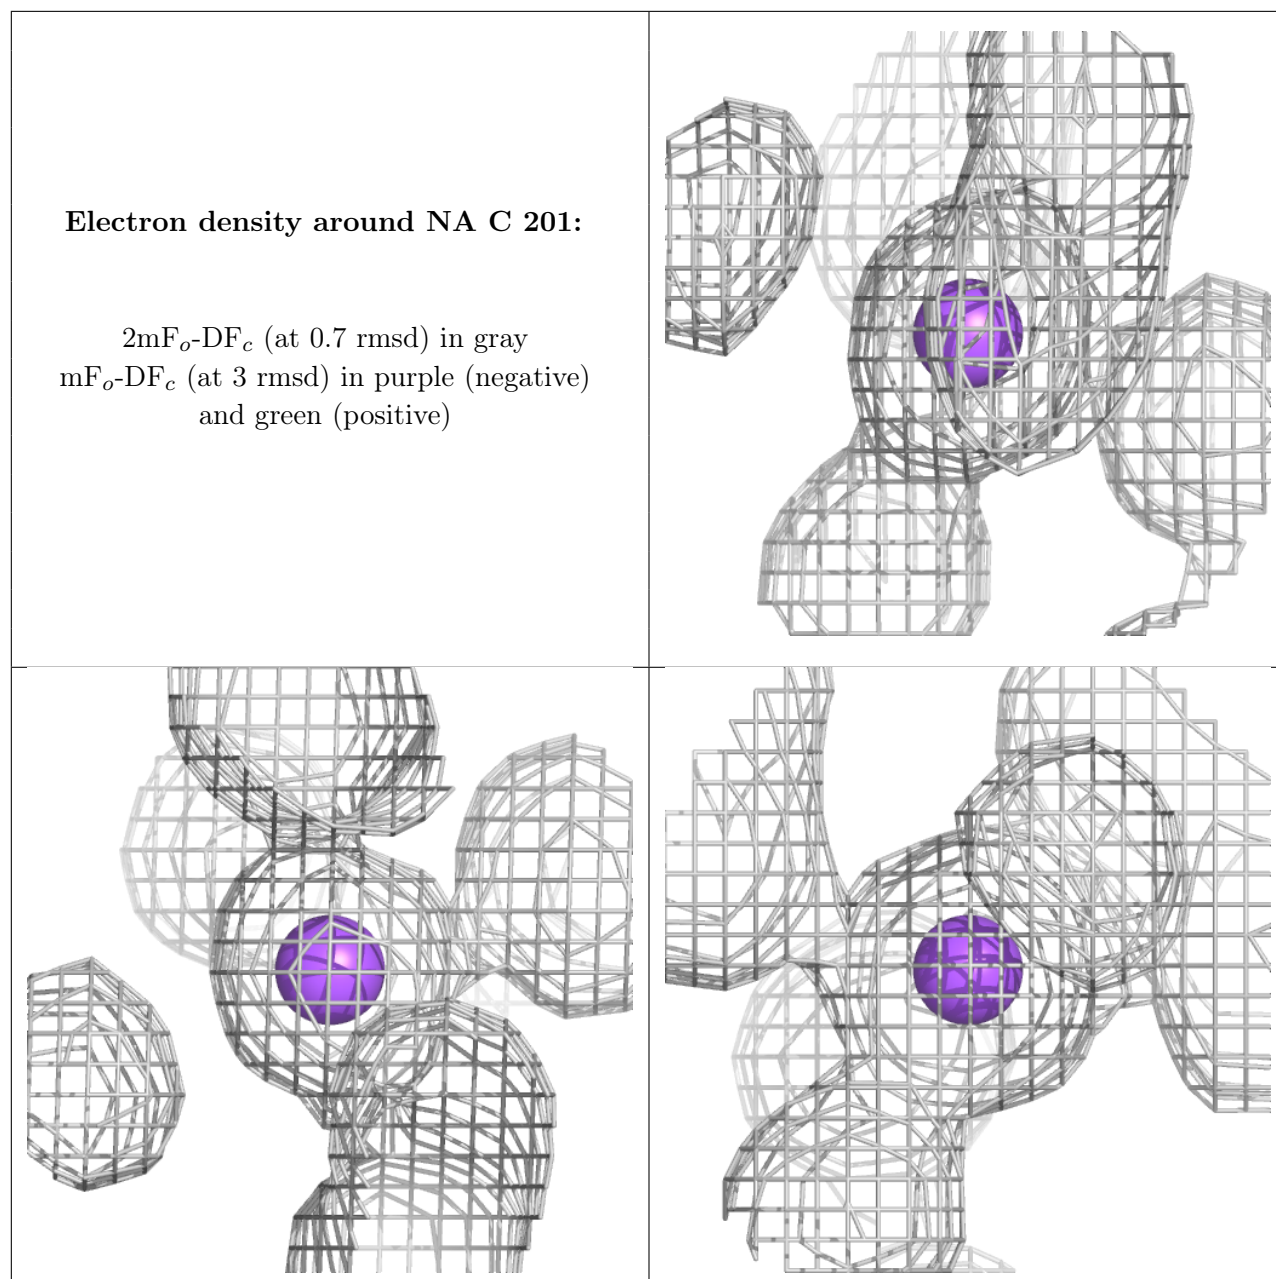 Electron density around NA C 201:
2mFₒ-DF𝒸 (at 0.7 rmsd) in gray
mFₒ-DF𝒸 (at 3 rmsd) in purple (negative)
and green (positive)